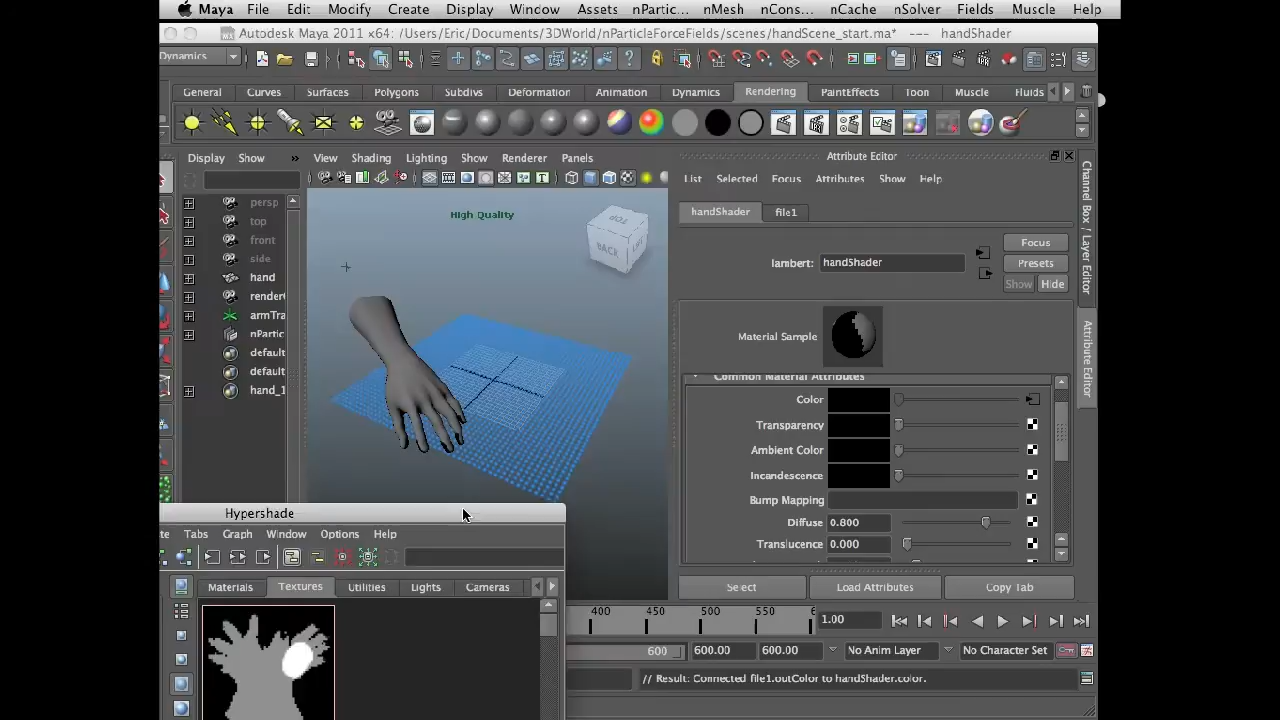 Maya File Edit Modify Create Display Window Assets nPartic... nMesh nCons... nCache nSolver Fields Muscle Help
Autodesk Maya 2011 x64: /Users/Eric/Documents/3DWorld/nParticleForceFields/scenes/handScene_start.ma* --- handShader
Dynamics
General Curves Surfaces Polygons Subdivs Deformation Animation Dynamics Rendering PaintEffects Toon Muscle Fluids
Display Show » View Shading Lighting Show Renderer Panels
Attribute Editor
List Selected Focus Attributes Show Help
handShader file1
persp
top
front
side
hand
render
armTra
nPartic
default
default
hand_1
High Quality
TOP
BACK
lambert: handShader
Focus
Presets
Show Hide
Material Sample
Common Material Attributes
Color
Transparency
Ambient Color
Incandescence
Bump Mapping
Diffuse 0.800
Translucence 0.000
Select Load Attributes Copy Tab
Channel Box / Layer Editor
Attribute Editor
Hypershade
te Tabs Graph Window Options Help
Materials Textures Utilities Lights Cameras
400 450 500 550 6
1.00
600 600.00 600.00 No Anim Layer No Character Set
// Result: Connected file1.outColor to handShader.color.